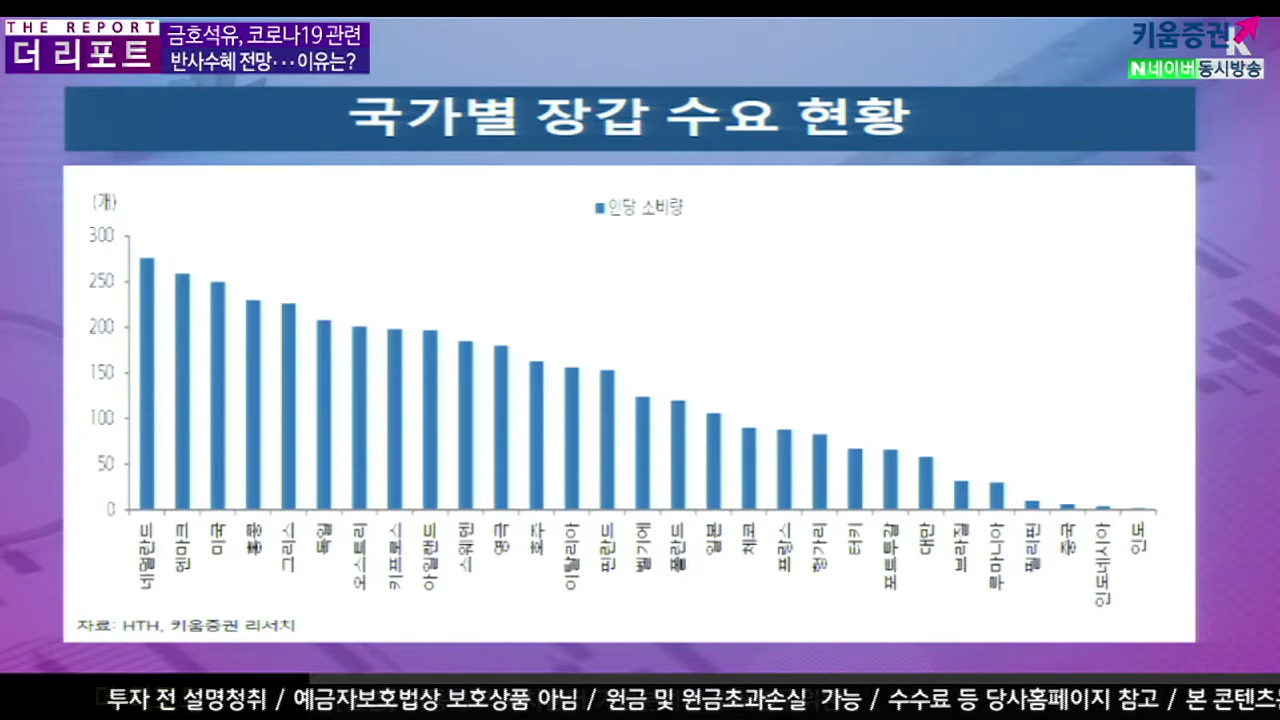 THE REPORT
더 리포트
금호석유, 코로나19 관련
반사수혜 전망···이유는?
키움증권
N 네이버 동시방송
국가별 장갑 수요 현황
(개)
인당 소비량
300
250
200
150
100
50
0
네덜란드
덴마크
미국
홍콩
그리스
독일
오스트리
키프로스
아일랜드
스웨덴
영국
호주
이탈리아
핀란드
벨기에
폴란드
일본
체코
프랑스
헝가리
터키
포트투갈
대만
브라질
루마니아
필리핀
중국
인도네시아
인도
자료: HTH, 키움증권 리서치
투자 전 설명청취 / 예금자보호법상 보호상품 아님 / 원금 및 원금초과손실 가능 / 수수료 등 당사홈페이지 참고 / 본 콘텐츠는